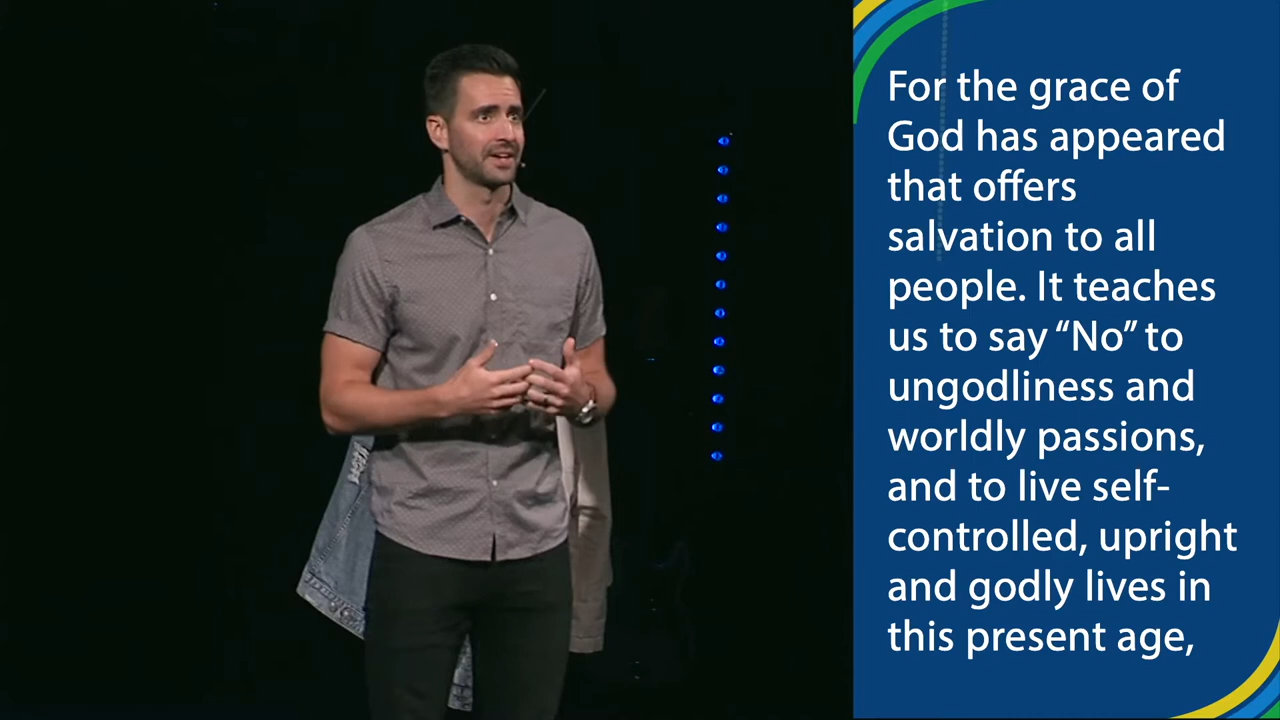 For the grace of
God has appeared
that offers
salvation to all
people. It teaches
us to say “No” to
ungodliness and
worldly passions,
and to live self-
controlled, upright
and godly lives in
this present age,